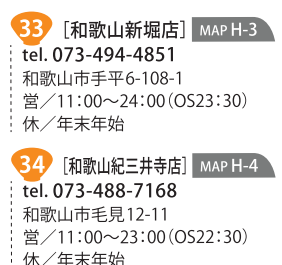 33 [和歌山新堀店] MAP H-3
tel. 073-494-4851
和歌山市手平6-108-1
営／11：00～24：00（OS23：30）
休／年末年始
34 [和歌山紀三井寺店] MAP H-4
tel. 073-488-7168
和歌山市毛見12-11
営／11：00～23：00（OS22：30）
休／年末年始